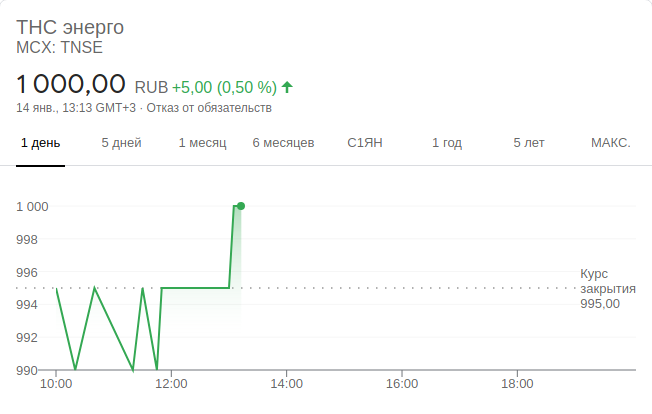 ТНС энерго
MCX: TNSE
1 000,00 RUB +5,00 (0,50 %)
14 янв., 13:13 GMT+3 · Отказ от обязательств
1 день 5 дней 1 месяц 6 месяцев С1ЯН 1 год 5 лет МАКС.
1 000
998
996
994
992
990
Курс
закрытия
995,00
10:00 12:00 14:00 16:00 18:00